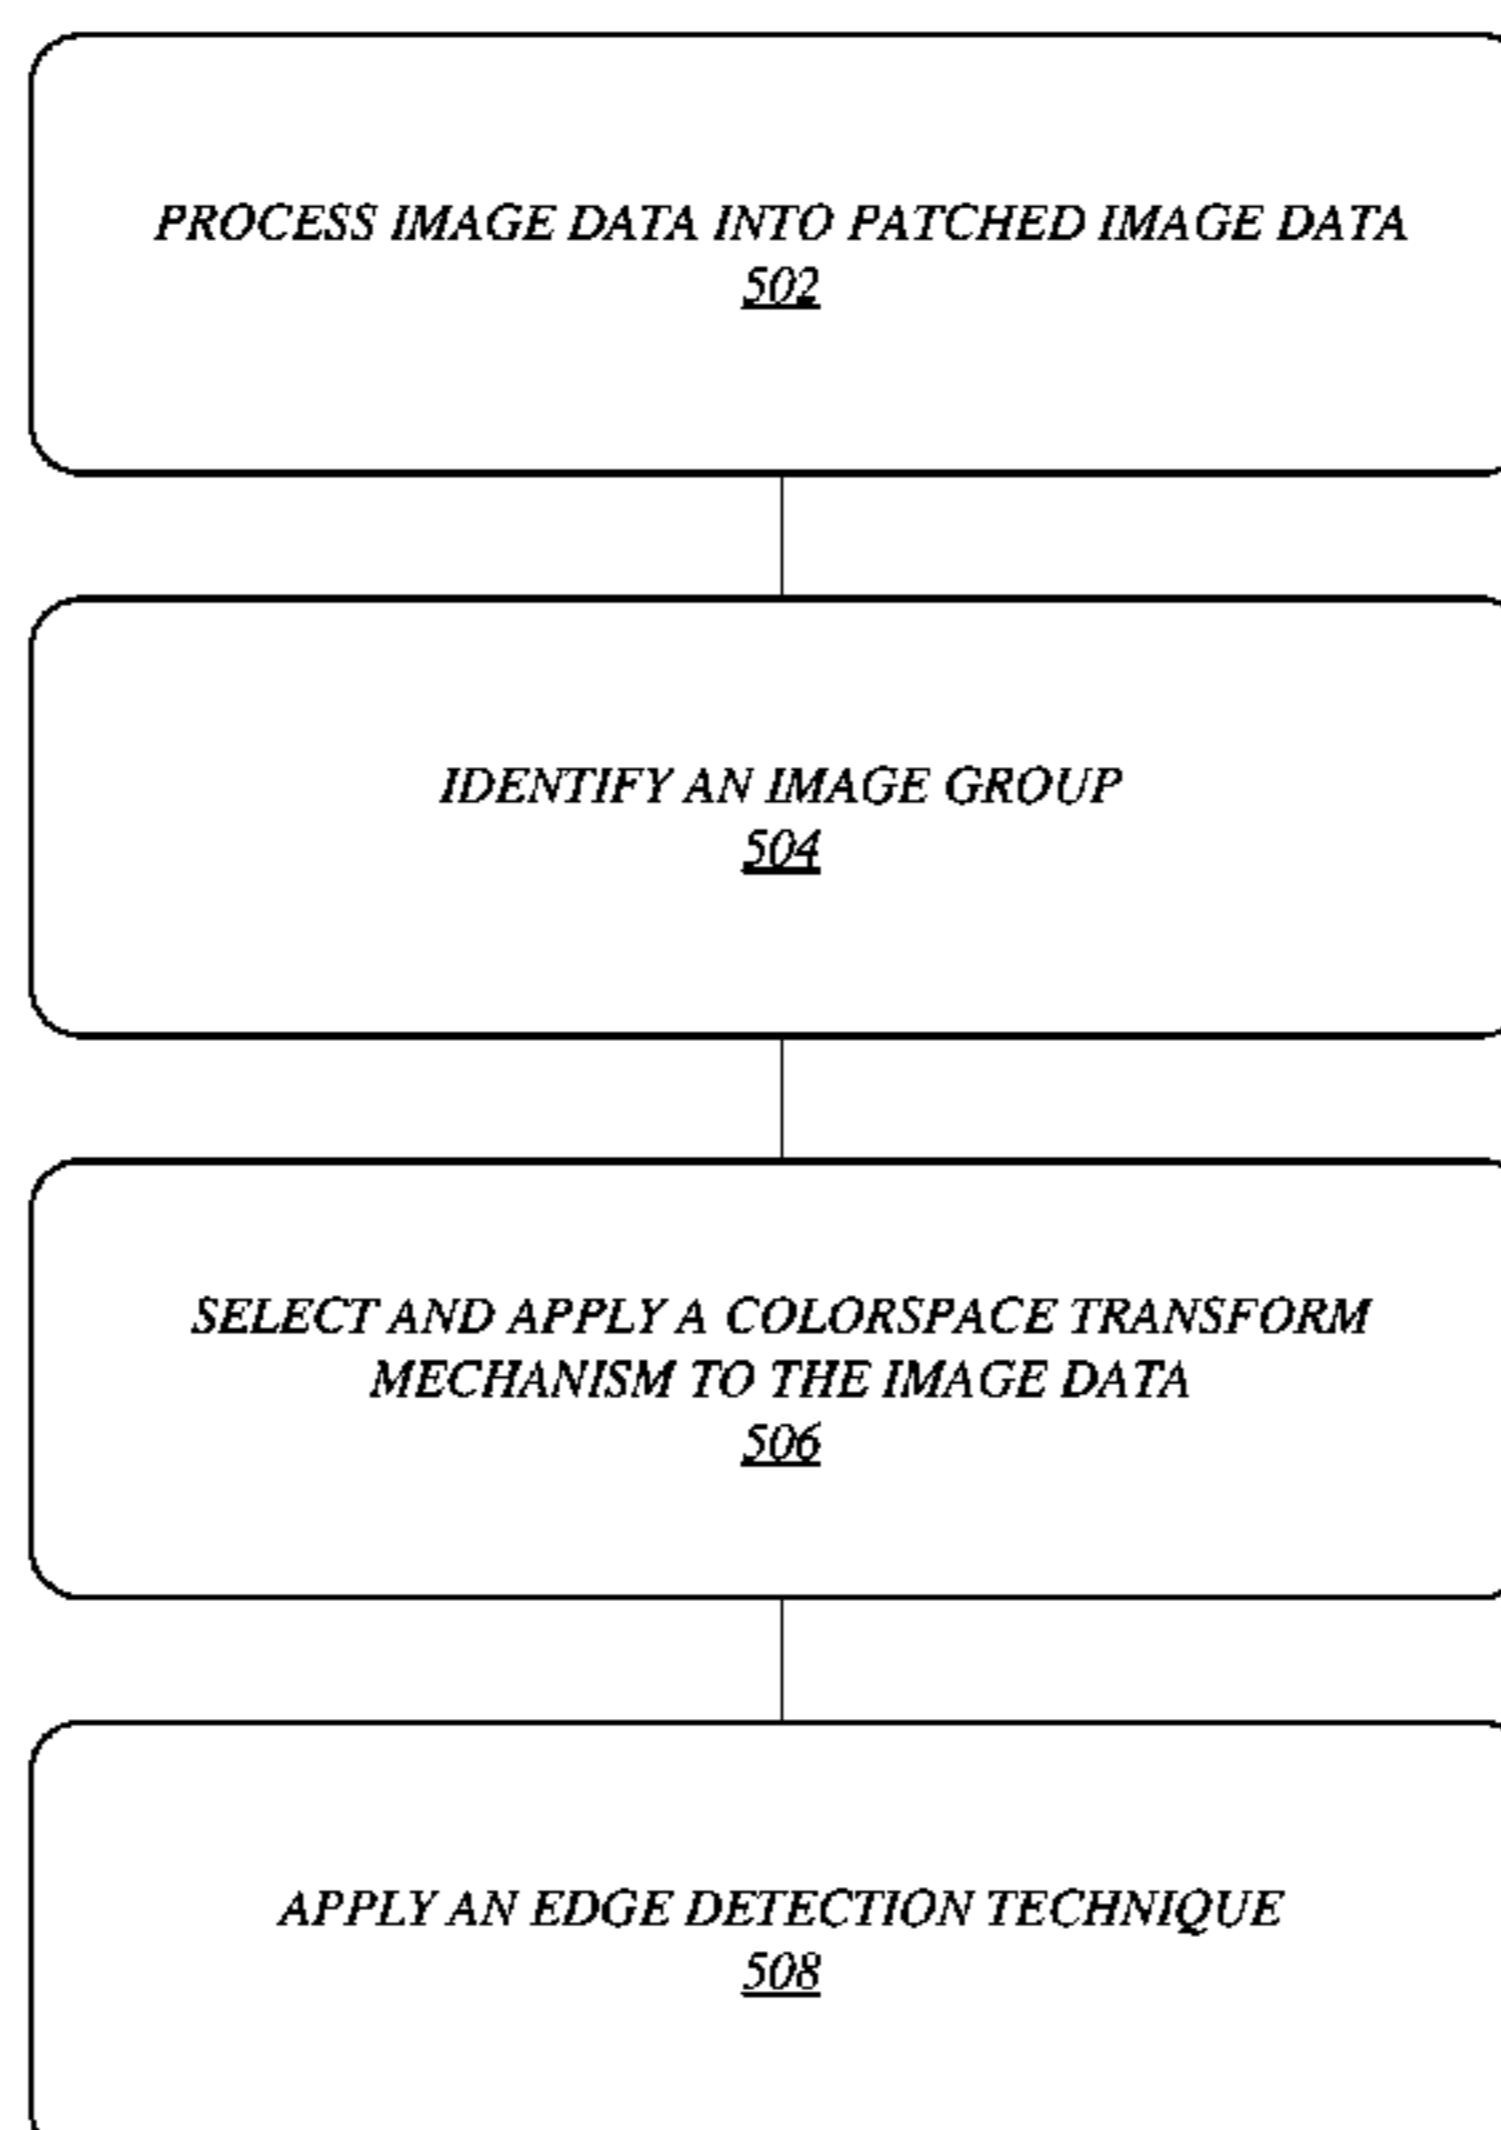 PROCESS IMAGE DATA INTO PATCHED IMAGE DATA
502
IDENTIFY AN IMAGE GROUP
504
SELECT AND APPLY A COLORSPACE TRANSFORM
MECHANISM TO THE IMAGE DATA
506
APPLY AN EDGE DETECTION TECHNIQUE
508